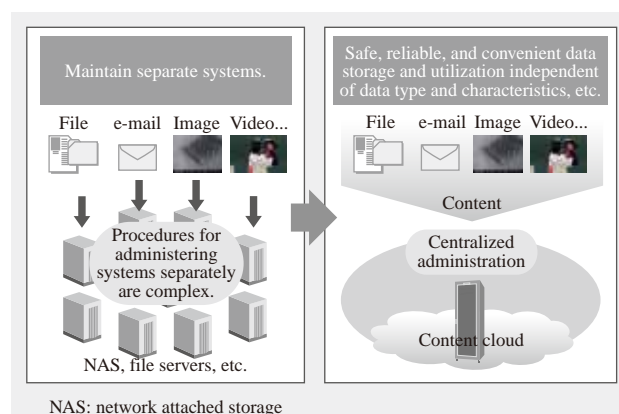 Maintain separate systems.
File e-mail Image Video...
Procedures for
administering
systems separately
are complex.
NAS, file servers, etc.
Safe, reliable, and convenient data
storage and utilization independent
of data type and characteristics, etc.
File e-mail Image Video...
Content
Centralized
administration
Content cloud
NAS: network attached storage